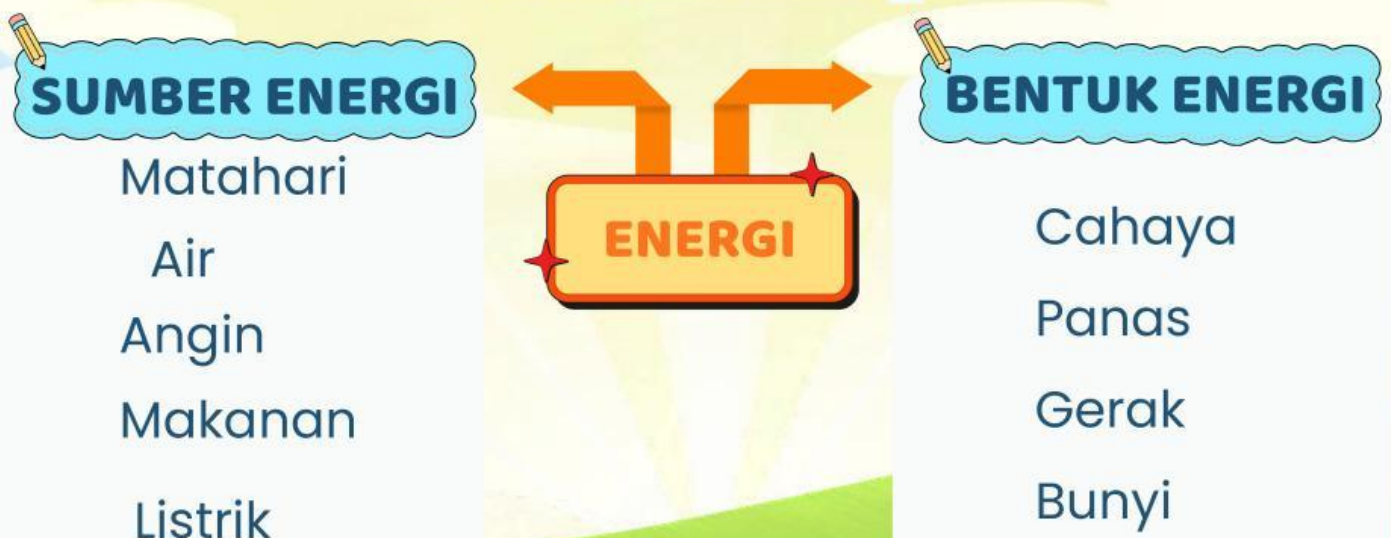 SUMBER ENERGI
Matahari
Air
Angin
Makanan
Listrik
ENERGI
BENTUK ENERGI
Cahaya
Panas
Gerak
Bunyi